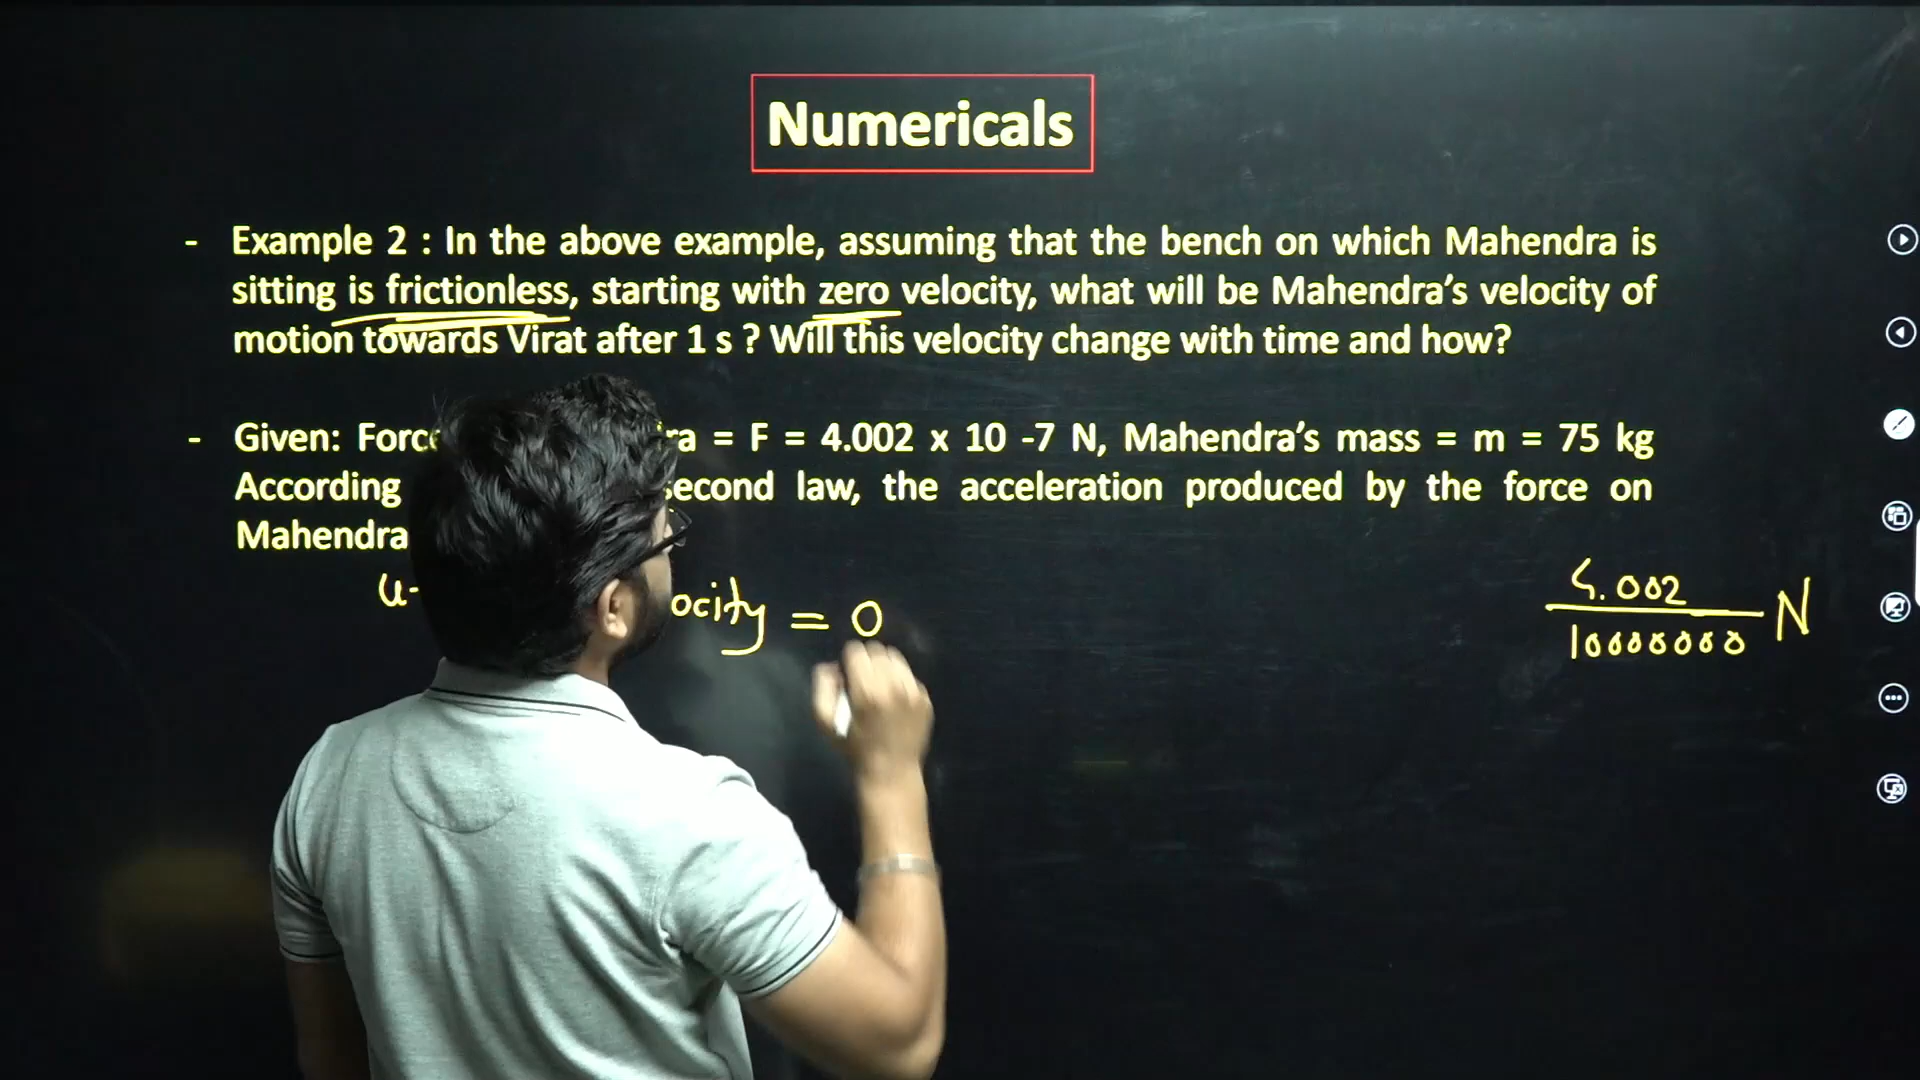 Numericals
- Example 2 : In the above example, assuming that the bench on which Mahendra is
sitting is frictionless, starting with zero velocity, what will be Mahendra's velocity of
motion towards Virat after 1 s ? Will this velocity change with time and how?
- Given: Force = F = 4.002 x 10 -7 N, Mahendra's mass = m = 75 kg
According second law, the acceleration produced by the force on
Mahendra
u- ocity = 0
4.002
10000000 N